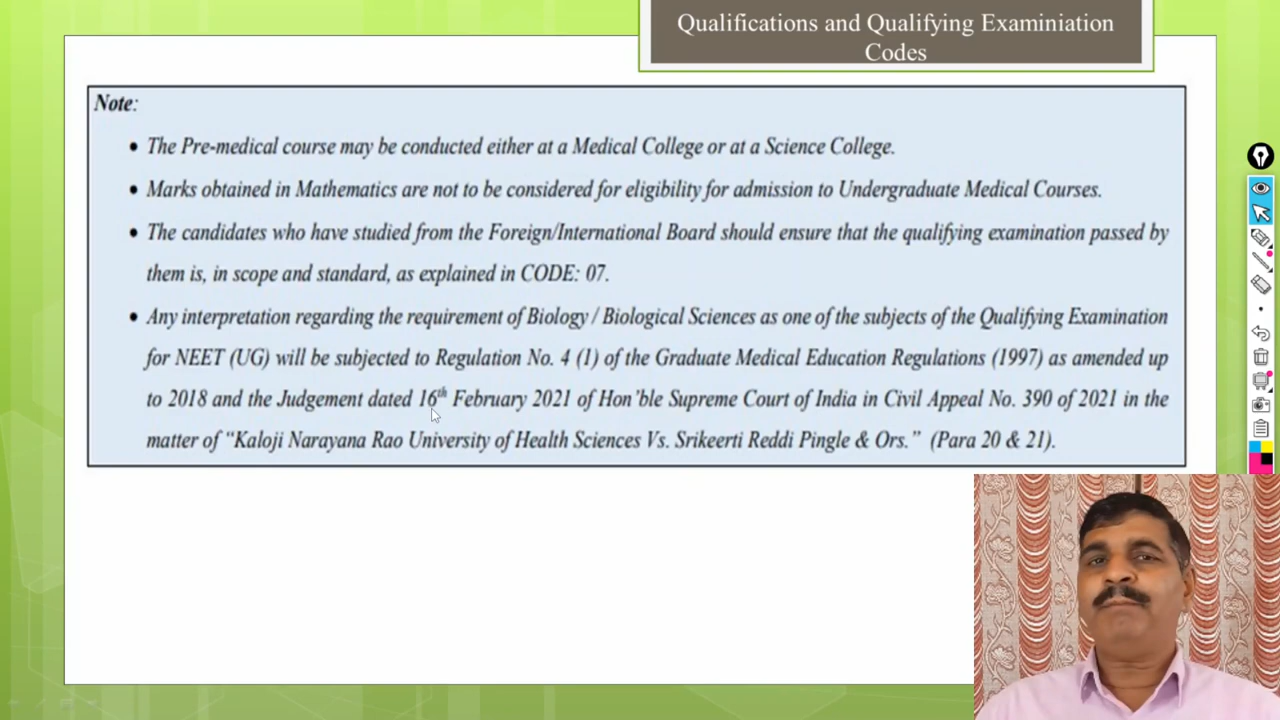 Qualifications and Qualifying Examiniation
Codes
Note:
• The Pre-medical course may be conducted either at a Medical College or at a Science College.
• Marks obtained in Mathematics are not to be considered for eligibility for admission to Undergraduate Medical Courses.
• The candidates who have studied from the Foreign/International Board should ensure that the qualifying examination passed by
them is, in scope and standard, as explained in CODE: 07.
• Any interpretation regarding the requirement of Biology / Biological Sciences as one of the subjects of the Qualifying Examination
for NEET (UG) will be subjected to Regulation No. 4 (1) of the Graduate Medical Education Regulations (1997) as amended up
to 2018 and the Judgement dated 16th February 2021 of Hon'ble Supreme Court of India in Civil Appeal No. 390 of 2021 in the
matter of “Kaloji Narayana Rao University of Health Sciences Vs. Srikeerti Reddi Pingle & Ors.” (Para 20 & 21).